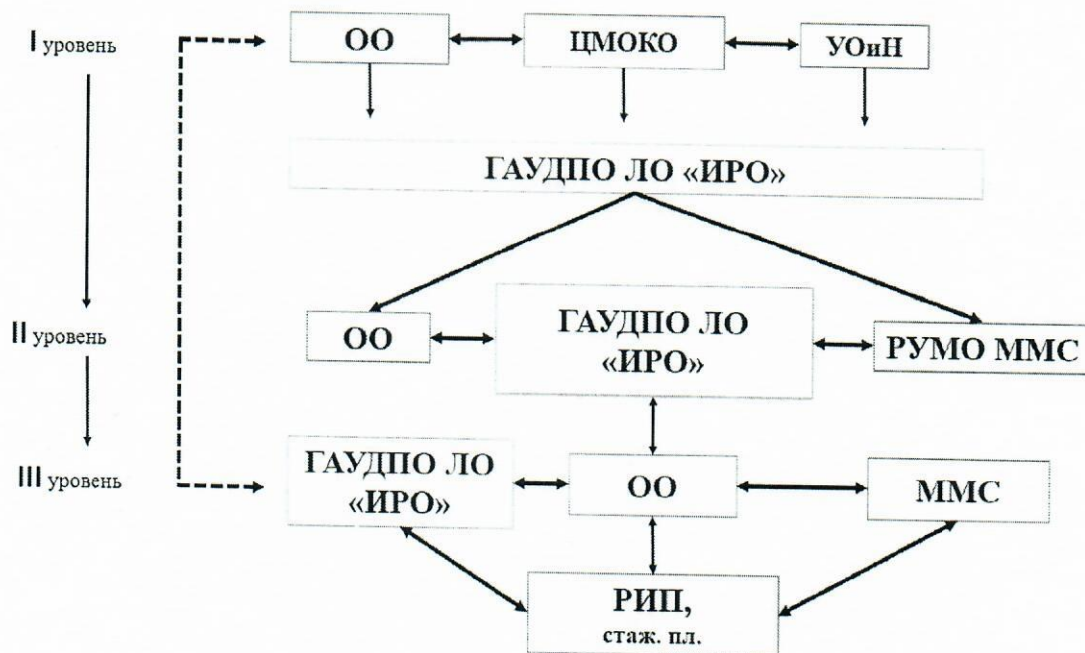 I уровень
ОО
ЦМОКО
УОиН
ГАУДПО ЛО «ИРО»
II уровень
ОО
ГАУДПО ЛО
«ИРО»
РУМО ММС
III уровень
ГАУДПО ЛО
«ИРО»
ОО
ММС
РИП,
стаж. пл.